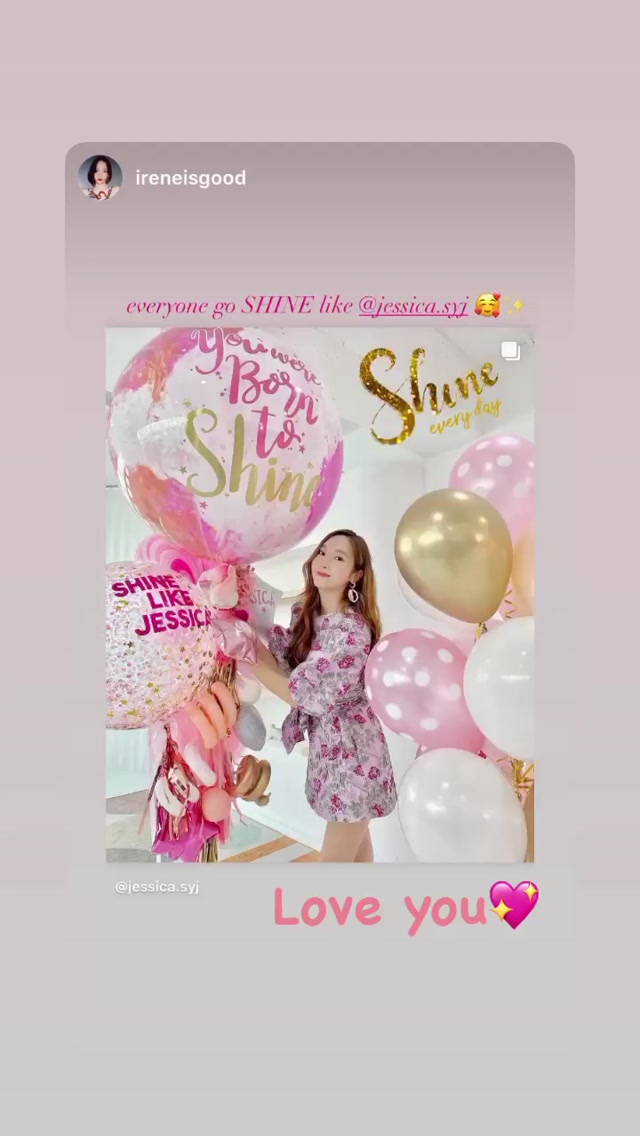 ireneisgood
everyone go SHINE like @jessica.syj 🥰✨
You were
Born
to
Shine
Shine
every day
SHINE
LIKE
JESSICA
@jessica.syj
Love you💖